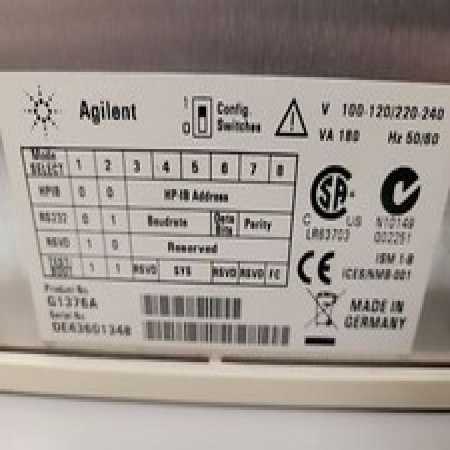 Agilent
1
0
Config.
Switches
V 100-120/220-240
VA 180 Hz 50/60
Mode SELECT 1 2 3 4 5 6 7 8
HPIB 0 0 HP-IB Address
RS232 0 1 Baudrate Data Bits Parity
RSVD 1 0 Reserved
TEST/BOOT 1 1 RSVD SYS RSVD RSVD FC
Product No
G1376A
Serial No
DE43601348
C US
LR63703
N10149
Q02251
CE
ISM 1-B
ICES/NMB-001
MADE IN
GERMANY